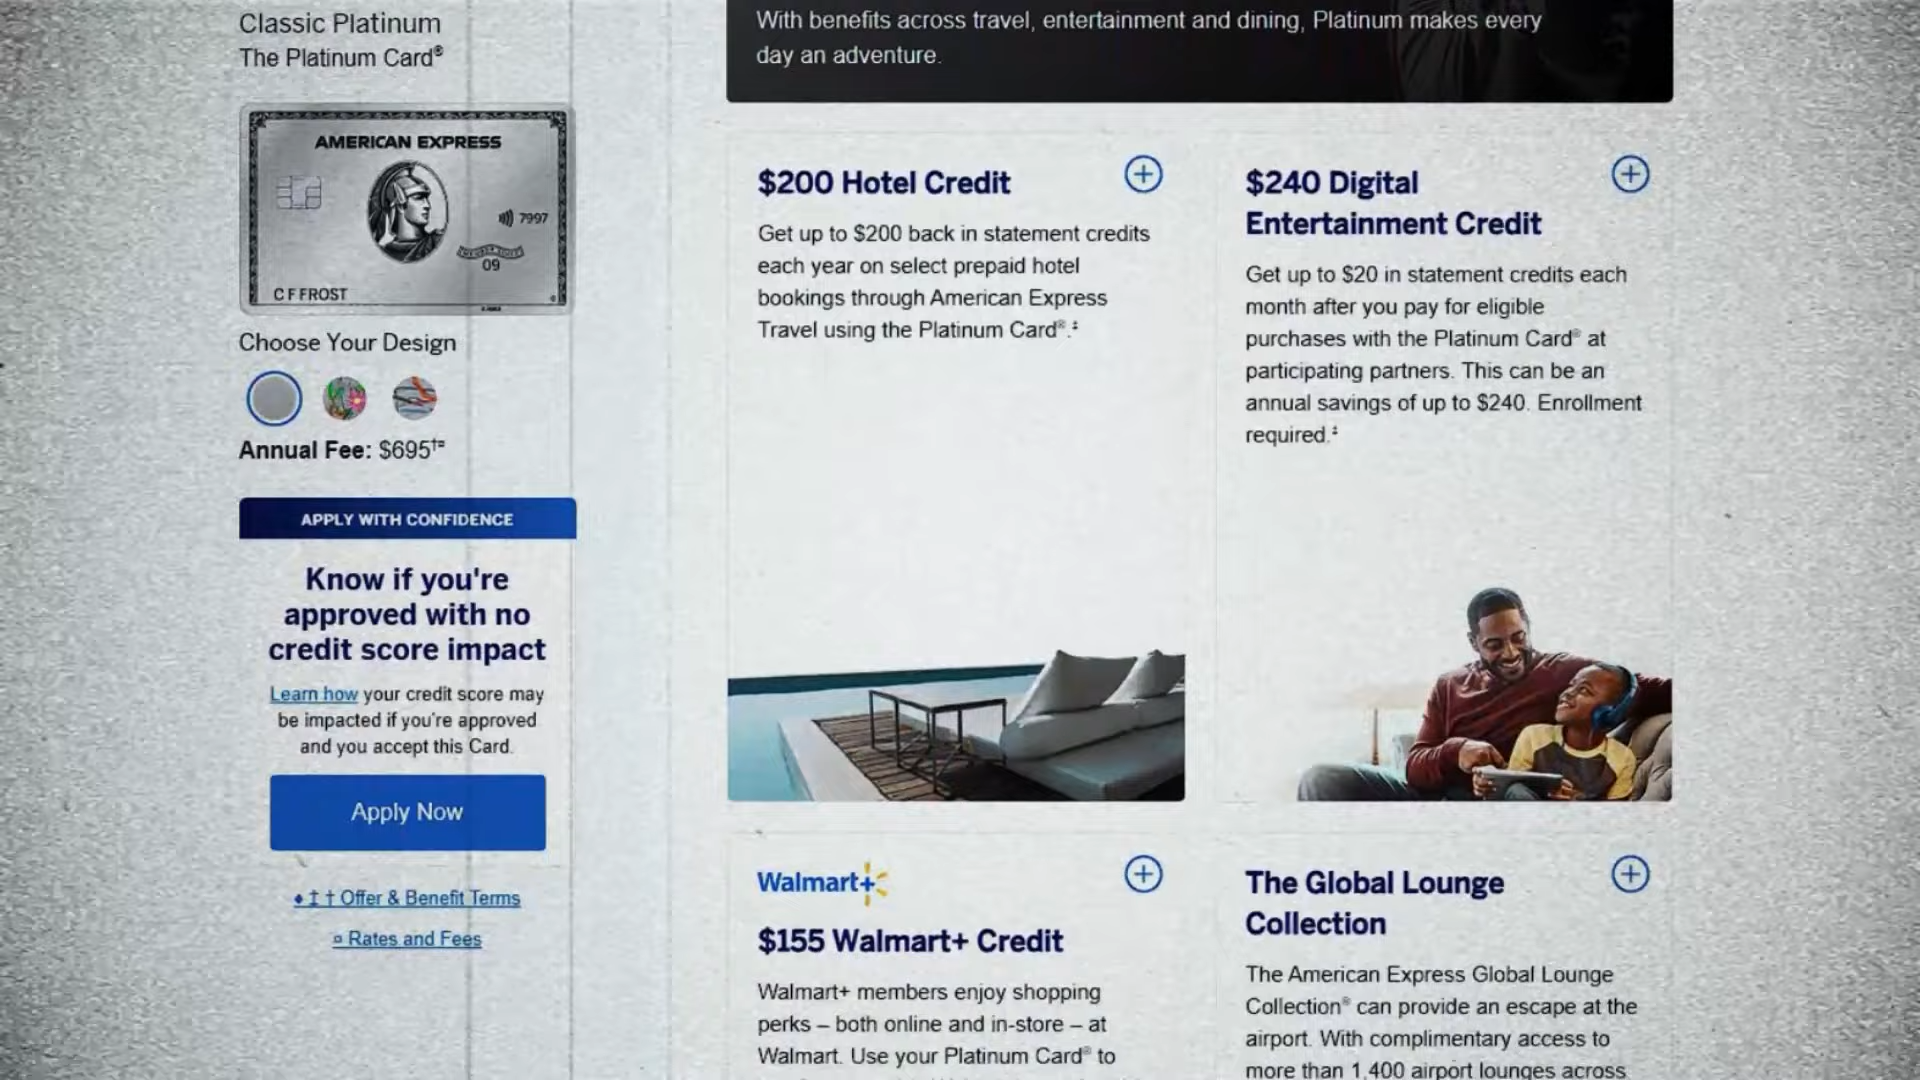 Classic Platinum
The Platinum Card®
AMERICAN EXPRESS
7997
09
C F FROST
Choose Your Design
Annual Fee: $695†¤
APPLY WITH CONFIDENCE
Know if you're
approved with no
credit score impact
Learn how your credit score may
be impacted if you're approved
and you accept this Card.
Apply Now
♦ ‡ † Offer & Benefit Terms
¤ Rates and Fees
With benefits across travel, entertainment and dining, Platinum makes every
day an adventure.
$200 Hotel Credit
Get up to $200 back in statement credits
each year on select prepaid hotel
bookings through American Express
Travel using the Platinum Card®.‡
$240 Digital
Entertainment Credit
Get up to $20 in statement credits each
month after you pay for eligible
purchases with the Platinum Card® at
participating partners. This can be an
annual savings of up to $240. Enrollment
required.‡
Walmart+
$155 Walmart+ Credit
Walmart+ members enjoy shopping
perks – both online and in-store – at
Walmart. Use your Platinum Card® to
The Global Lounge
Collection
The American Express Global Lounge
Collection® can provide an escape at the
airport. With complimentary access to
more than 1,400 airport lounges across